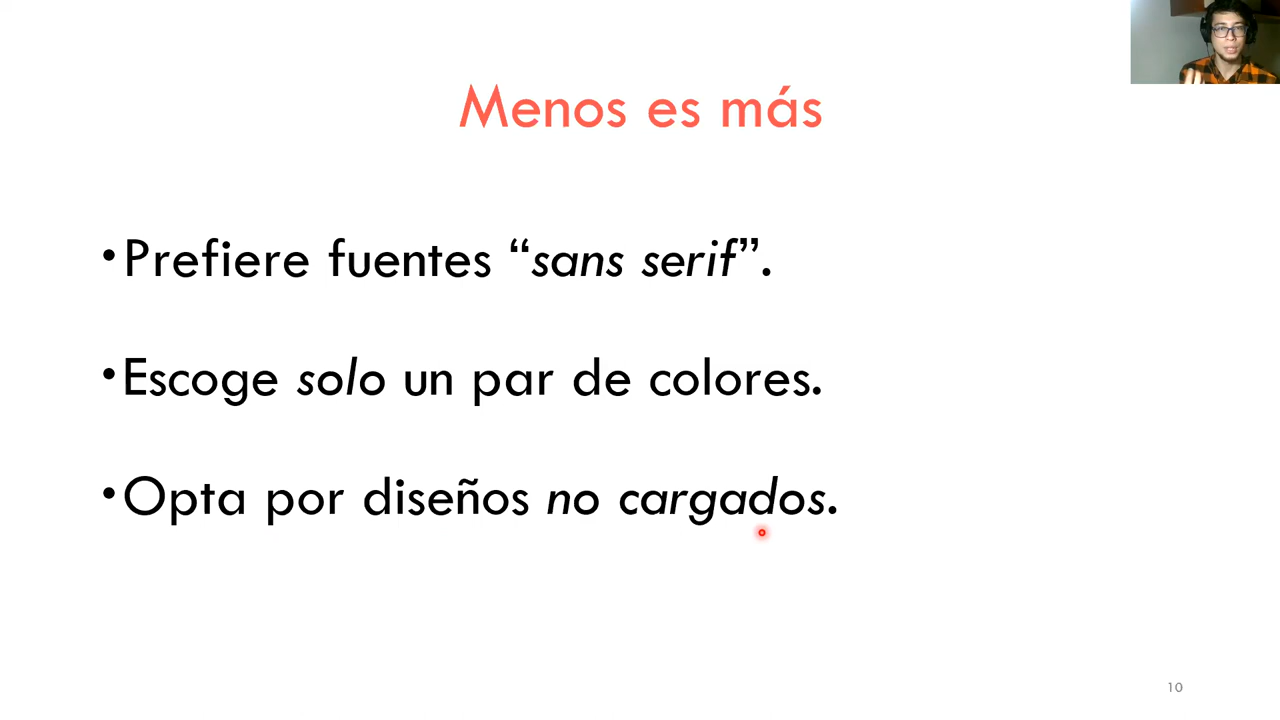 Menos es más
•Prefiere fuentes “sans serif”.
•Escoge solo un par de colores.
•Opta por diseños no cargados.
10